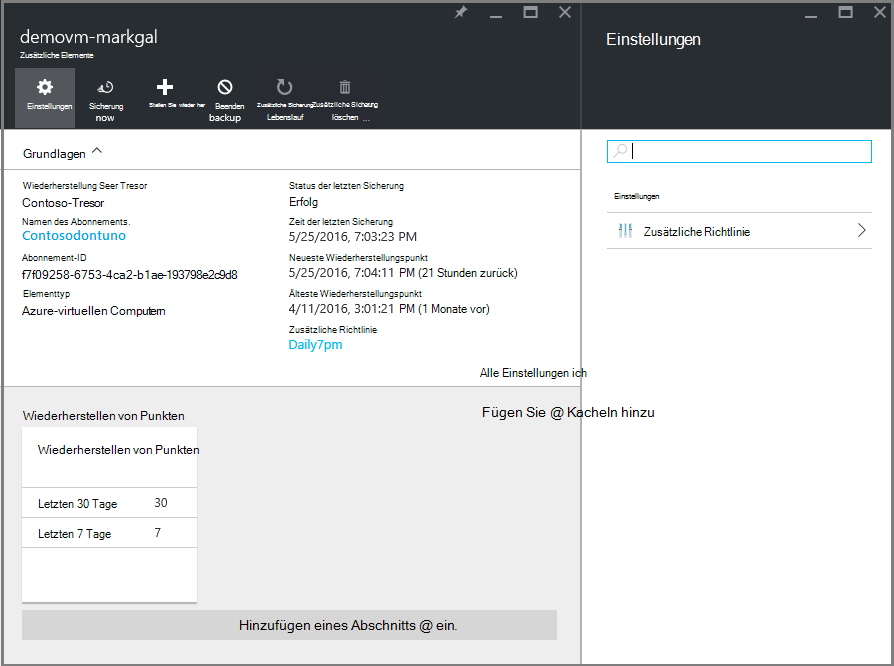 demovm-markgal
Zusätzliche Elemente
Einstellungen
Sicherung
now
Stellen Sie wieder her
Beenden
backup
Zusätzliche Sicherung
Lebenslauf
Zusätzliche Sicherung
löschen ...
Grundlagen
Wiederherstellung Seer Tresor
Contoso-Tresor
Namen des Abonnements.
Contosodontuno
Abonnement-ID
f7f09258-6753-4ca2-b1ae-193798e2c9d8
Elementtyp
Azure-virtuellen Computern
Status der letzten Sicherung
Erfolg
Zeit der letzten Sicherung
5/25/2016, 7:03:23 PM
Neueste Wiederherstellungspunkt
5/25/2016, 7:04:11 PM (21 Stunden zurück)
Älteste Wiederherstellungspunkt
4/11/2016, 3:01:21 PM (1 Monate vor)
Zusätzliche Richtlinie
Daily7pm
Alle Einstellungen ich
Fügen Sie @ Kacheln hinzu
Wiederherstellen von Punkten
Wiederherstellen von Punkten
Letzten 30 Tage 30
Letzten 7 Tage 7
Hinzufügen eines Abschnitts @ ein.
Einstellungen
Einstellungen
Zusätzliche Richtlinie